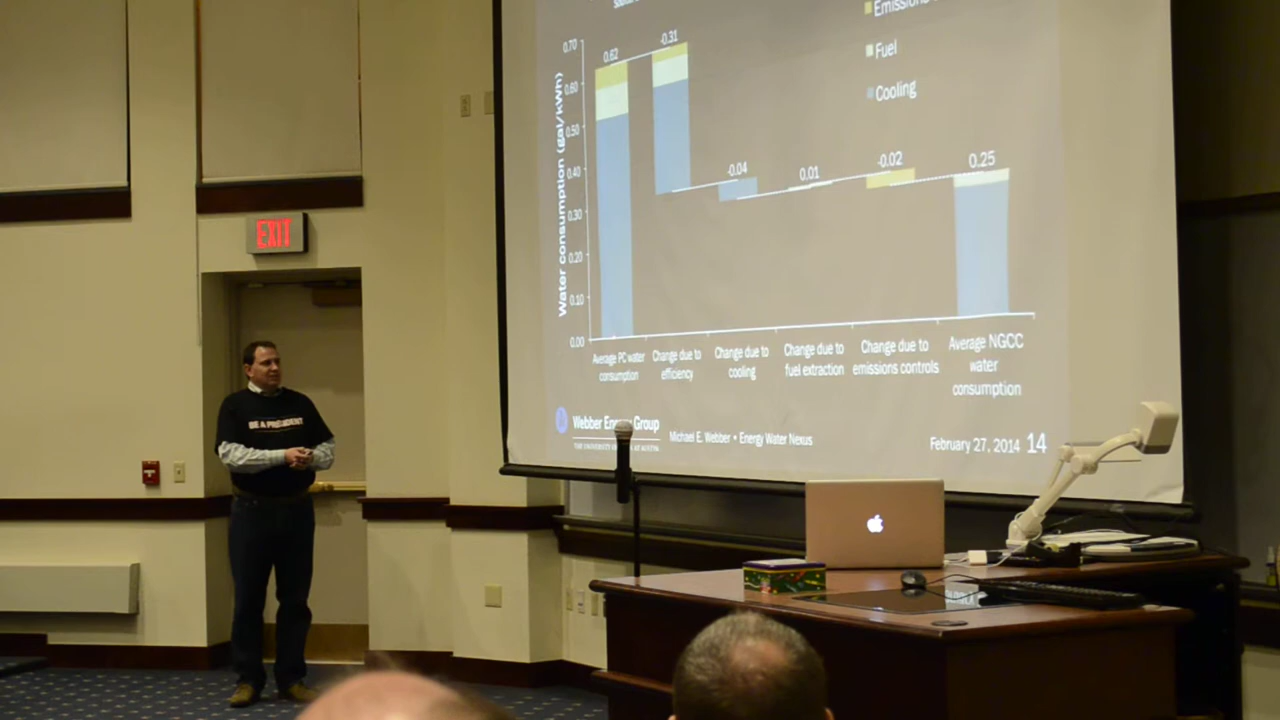 Emissions
Fuel
Cooling
Water consumption (gal/kWh)
0.70
0.60
0.50
0.40
0.30
0.20
0.10
0.00
0.62
-0.31
-0.04
0.01
-0.02
0.25
Average PC water
consumption
Change due to
efficiency
Change due to
cooling
Change due to
fuel extraction
Change due to
emissions controls
Average NGCC
water
consumption
Webber Energy Group
THE UNIVERSITY AT AUSTIN
Michael E. Webber • Energy Water Nexus
February 27, 2014 14
EXIT
BE A PRESIDENT